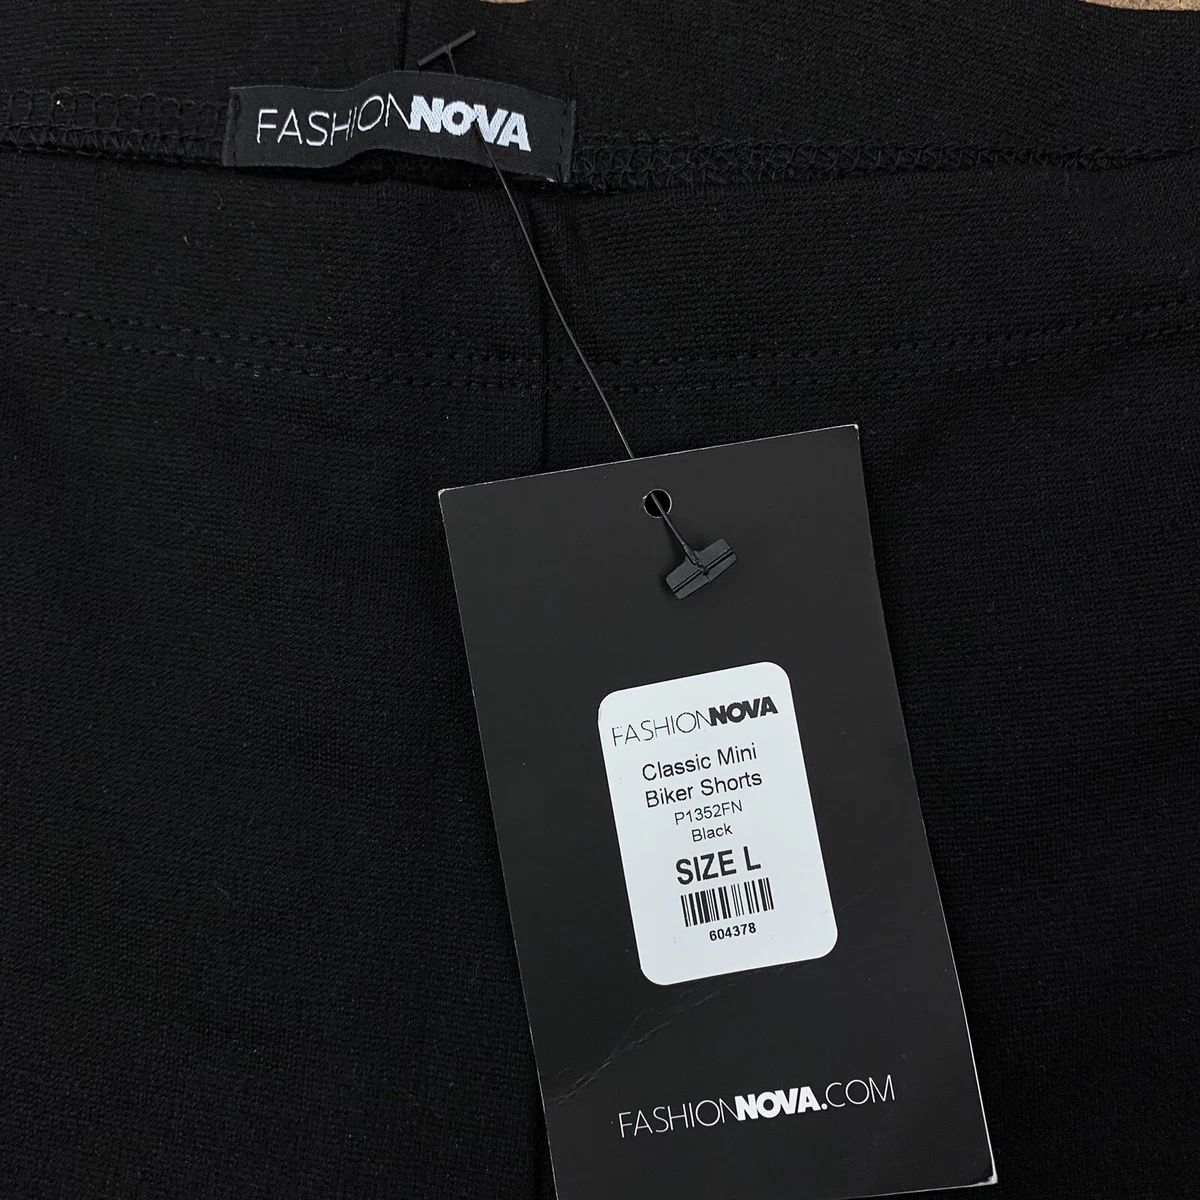 FASHIONNOVA
FASHIONNOVA
Classic Mini
Biker Shorts
P1352FN
Black
SIZE L
604378
FASHIONNOVA.COM